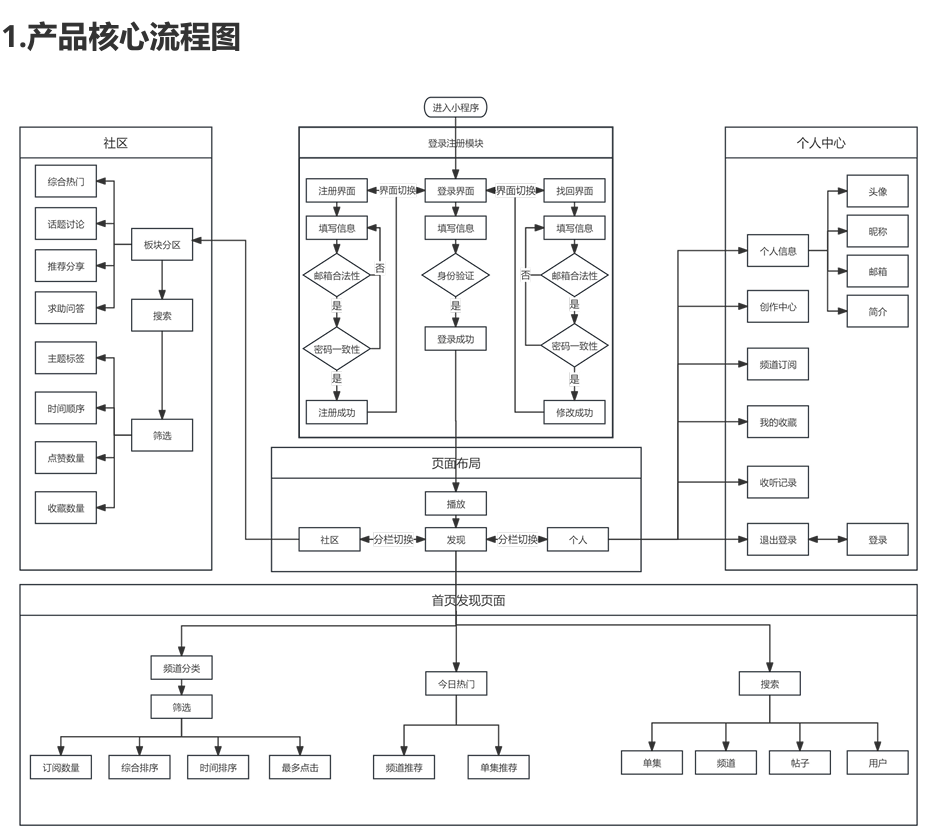 1.产品核心流程图
进入小程序
社区
综合热门
话题讨论
推荐分享
求助问答
主题标签
时间顺序
点赞数量
收藏数量
板块分区
搜索
筛选
登录注册模块
注册界面
界面切换
登录界面
界面切换
找回界面
填写信息
填写信息
填写信息
邮箱合法性
否
身份验证
否
邮箱合法性
是
是
是
密码一致性
登录成功
密码一致性
是
是
注册成功
修改成功
个人中心
个人信息
头像
昵称
邮箱
简介
创作中心
频道订阅
我的收藏
收听记录
退出登录
登录
页面布局
播放
社区
分栏切换
发现
分栏切换
个人
首页发现页面
频道分类
筛选
订阅数量
综合排序
时间排序
最多点击
今日热门
频道推荐
单集推荐
搜索
单集
频道
帖子
用户